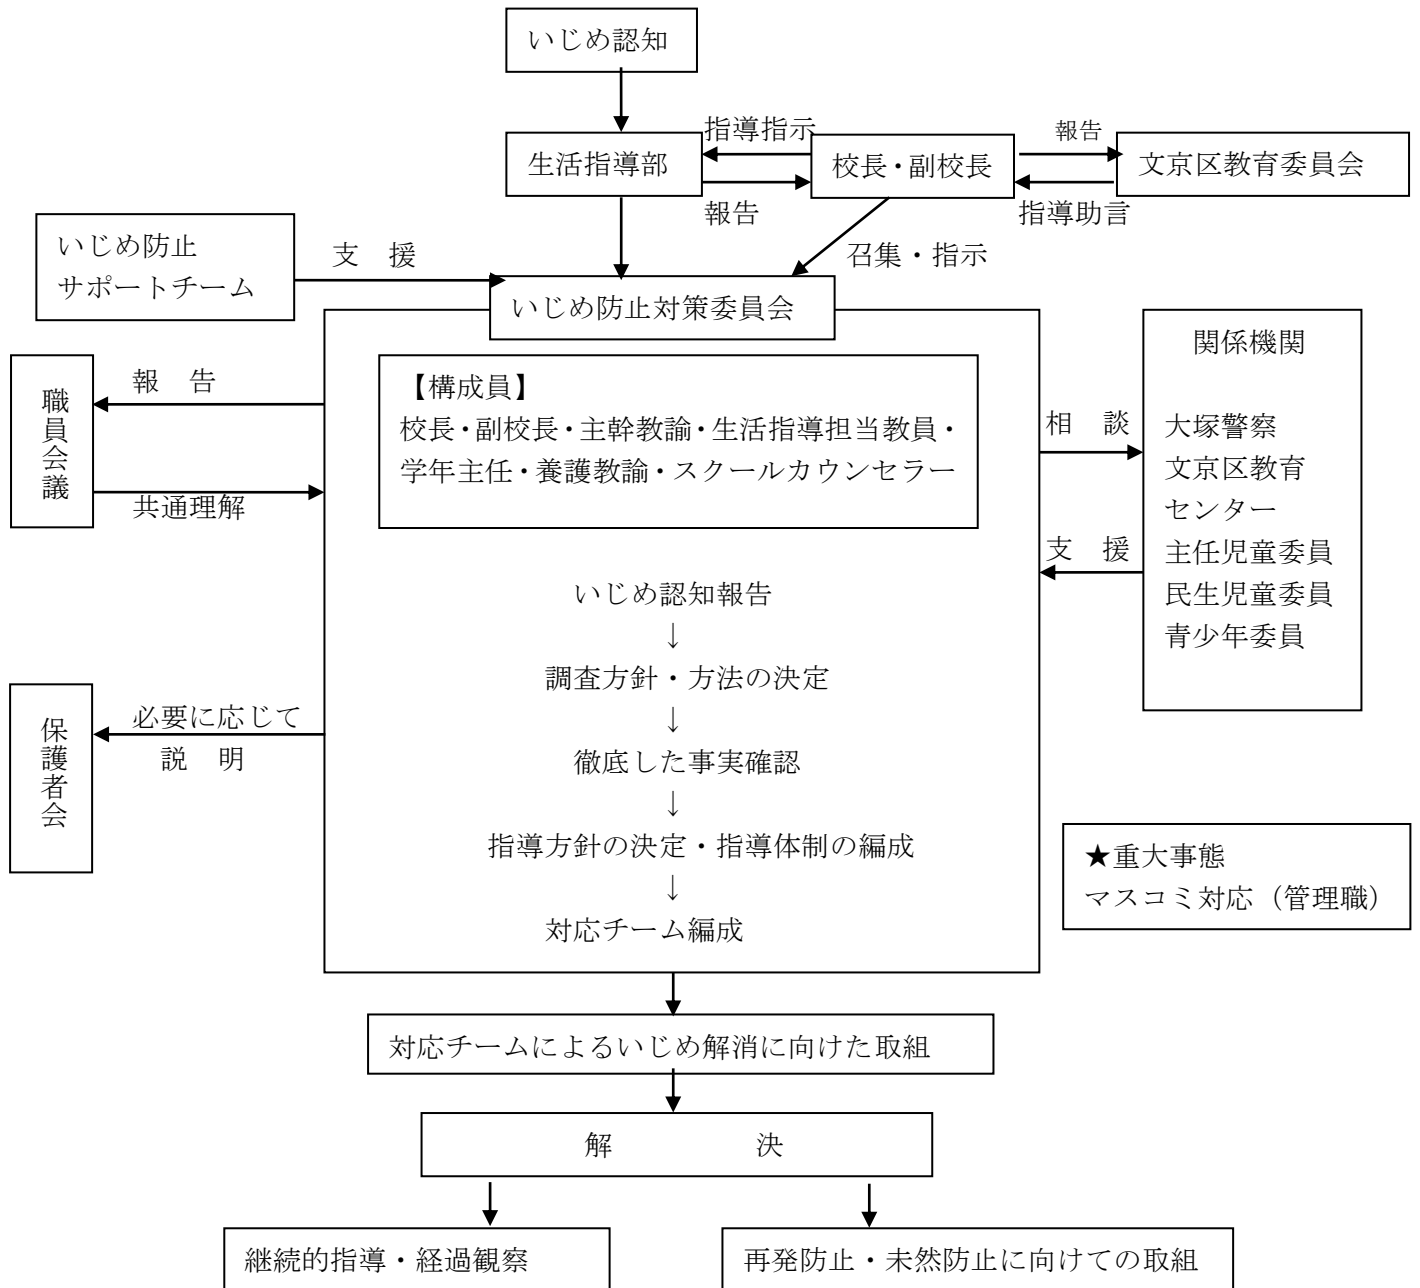 いじめ認知
指導指示
報告
生活指導部
校長・副校長
文京区教育委員会
報告
指導助言
いじめ防止
サポートチーム
支 援
召集・指示
いじめ防止対策委員会
関係機関
職員会議
報 告
共通理解
【構成員】
校長・副校長・主幹教諭・生活指導担当教員・
学年主任・養護教諭・スクールカウンセラー
相 談
支 援
大塚警察
文京区教育
センター
主任児童委員
民生児童委員
青少年委員
いじめ認知報告
↓
調査方針・方法の決定
↓
徹底した事実確認
↓
指導方針の決定・指導体制の編成
↓
対応チーム編成
保護者会
必要に応じて
説 明
★重大事態
マスコミ対応（管理職）
対応チームによるいじめ解消に向けた取組
解 決
継続的指導・経過観察
再発防止・未然防止に向けての取組